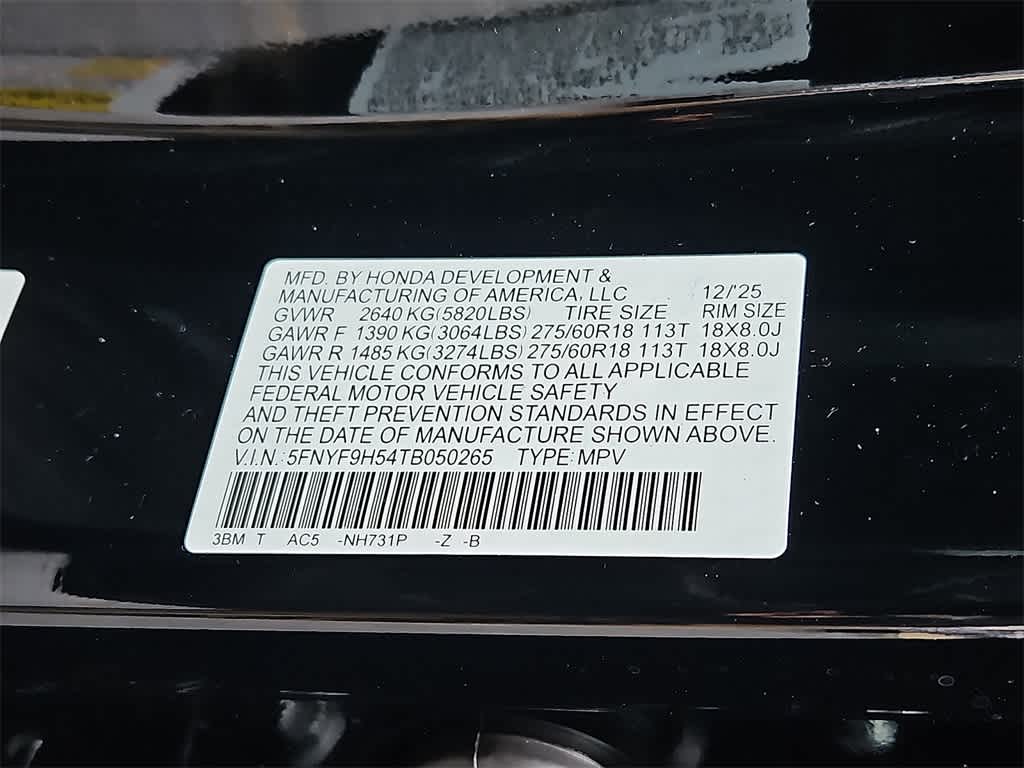 MFD. BY HONDA DEVELOPMENT &
MANUFACTURING OF AMERICA, LLC 12/'25
GVWR 2640 KG(5820LBS) TIRE SIZE RIM SIZE
GAWR F 1390 KG(3064LBS) 275/60R18 113T 18X8.0J
GAWR R 1485 KG(3274LBS) 275/60R18 113T 18X8.0J
THIS VEHICLE CONFORMS TO ALL APPLICABLE
FEDERAL MOTOR VEHICLE SAFETY
AND THEFT PREVENTION STANDARDS IN EFFECT
ON THE DATE OF MANUFACTURE SHOWN ABOVE.
V.I.N.: 5FNYF9H54TB050265 TYPE: MPV
3BM T AC5 -NH731P -Z -B